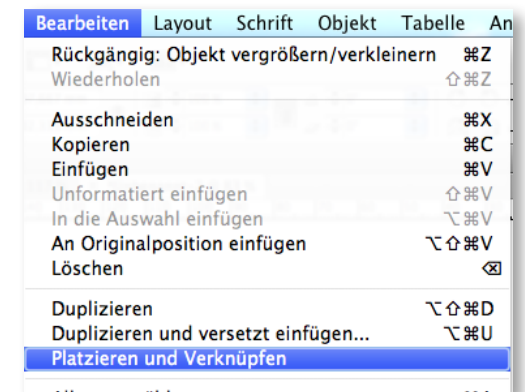 Bearbeiten Layout Schrift Objekt Tabelle An
Rückgängig: Objekt vergrößern/verkleinern ⌘Z
Wiederholen ⇧⌘Z
Ausschneiden ⌘X
Kopieren ⌘C
Einfügen ⌘V
Unformatiert einfügen ⇧⌘V
In die Auswahl einfügen ⌥⌘V
An Originalposition einfügen ⌥⇧⌘V
Löschen ⌫
Duplizieren ⌥⇧⌘D
Duplizieren und versetzt einfügen... ⌥⌘U
Platzieren und Verknüpfen